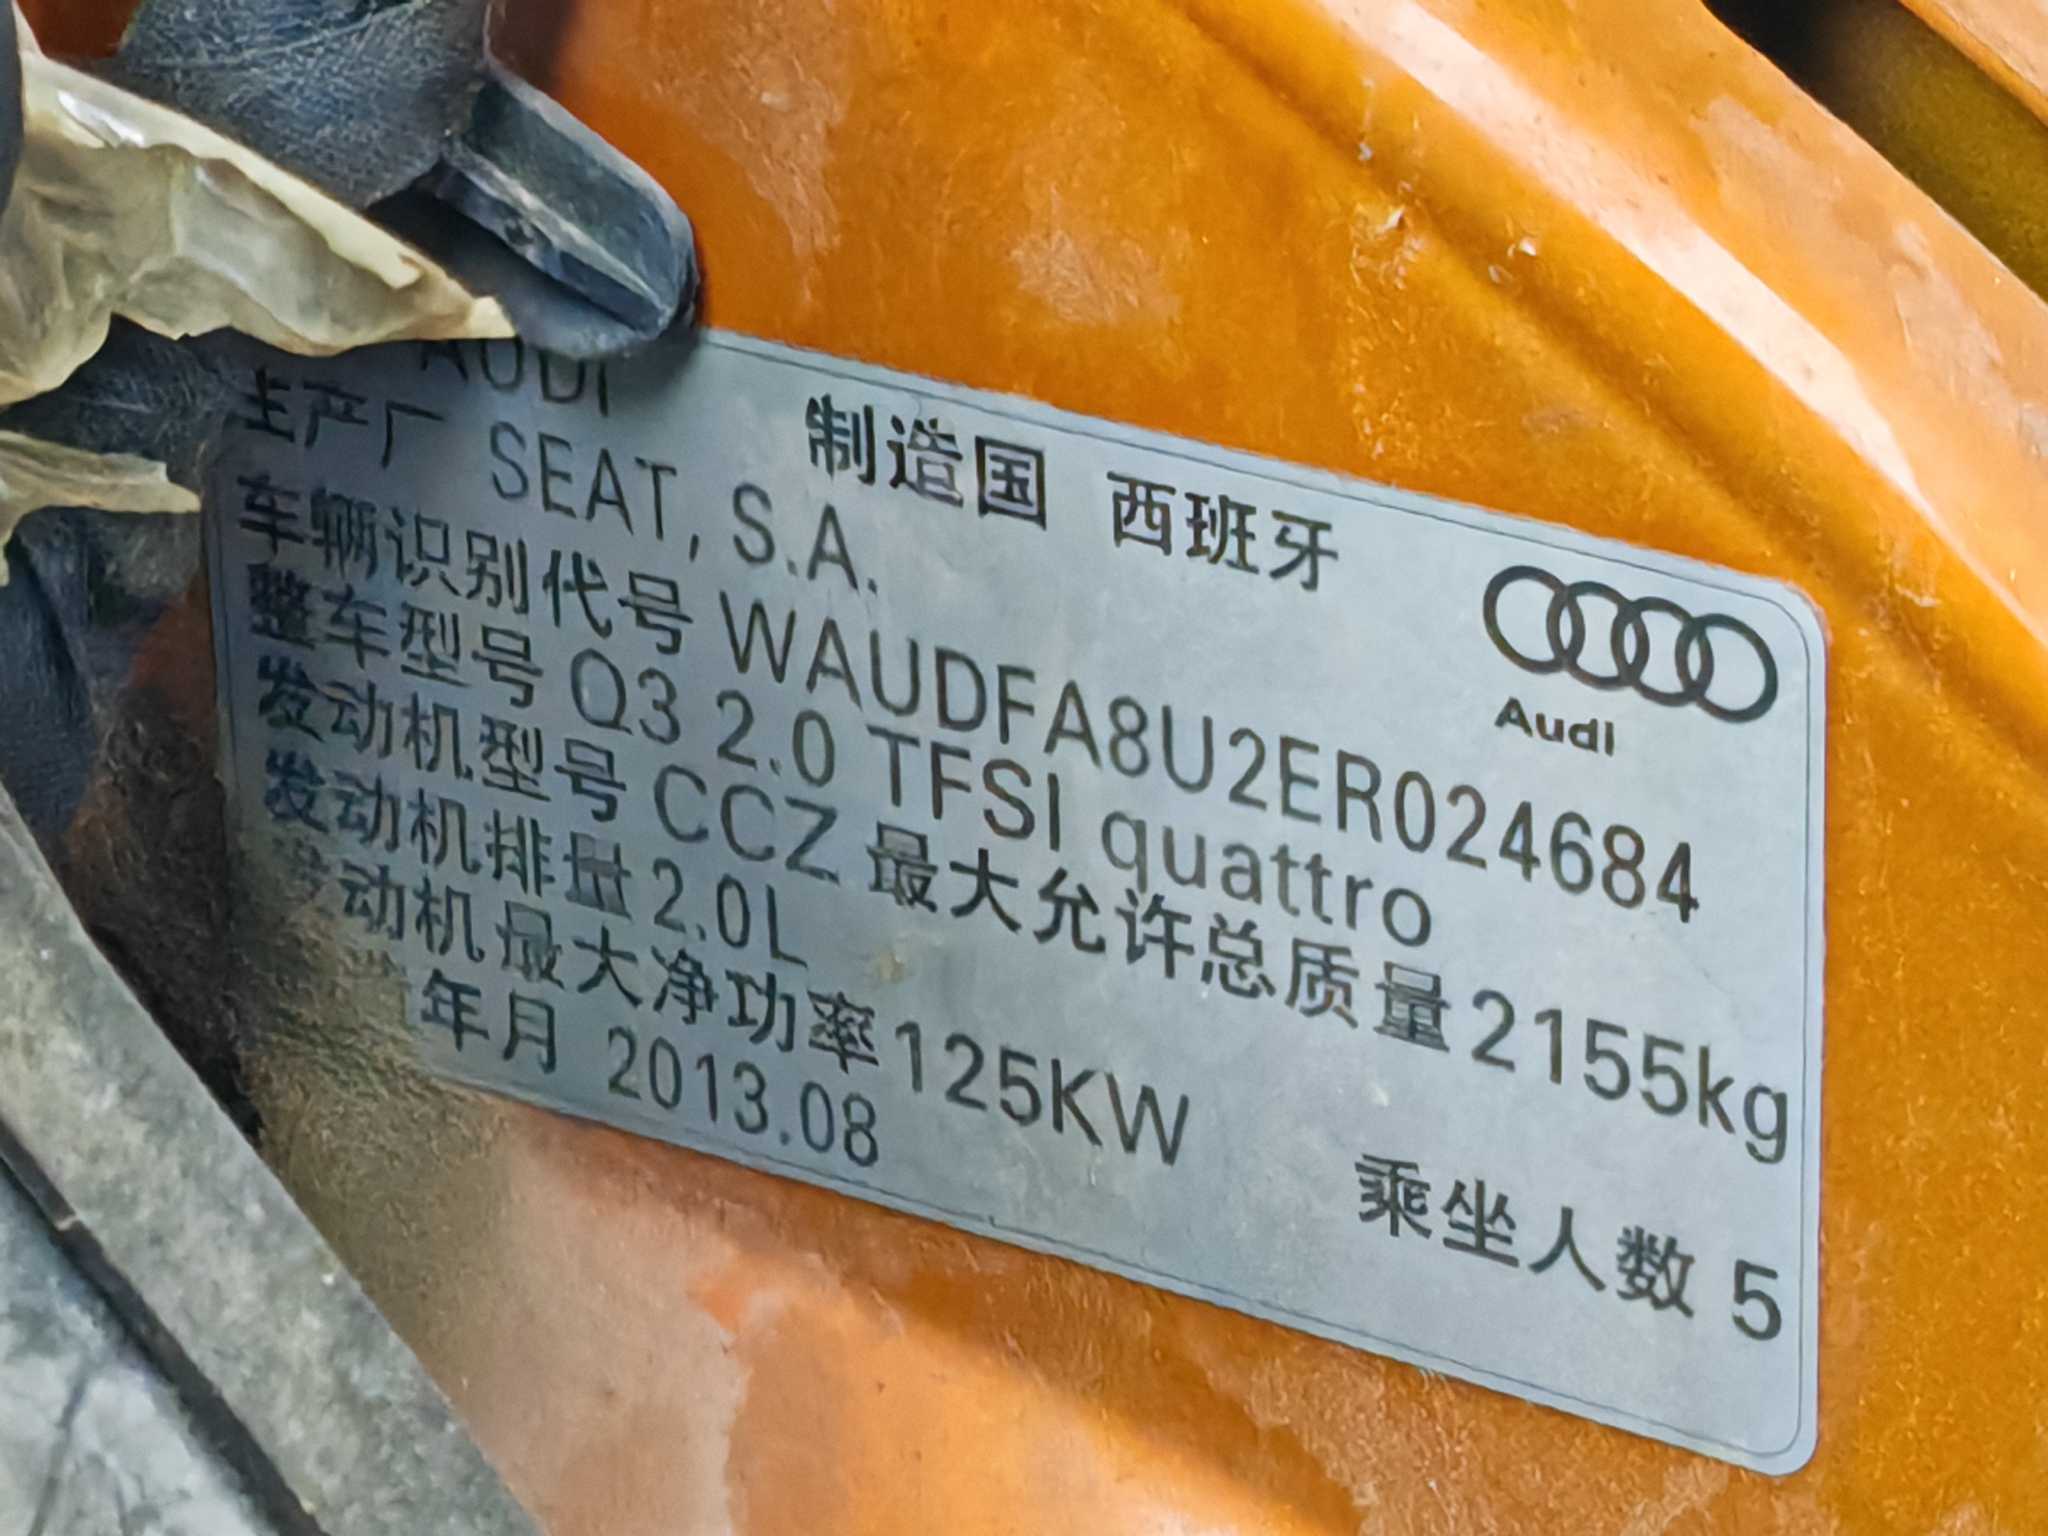 AUDI
制造国 西班牙
生产厂 SEAT, S.A.
车辆识别代号 WAUDFA8U2ER024684
整车型号 Q3 2.0 TFSI quattro
发动机型号 CCZ 最大允许总质量 2155kg
发动机排量 2.0L
发动机最大净功率 125KW
乘坐人数 5
年月 2013.08
Audi